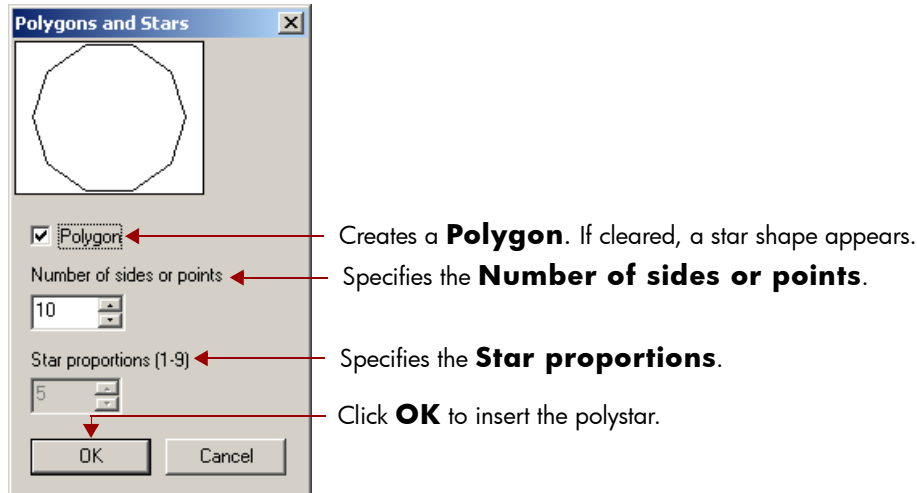 Polygons and Stars
Polygon
Creates a Polygon. If cleared, a star shape appears.
Number of sides or points
Specifies the Number of sides or points.
10
Star proportions (1-9)
Specifies the Star proportions.
5
Click OK to insert the polystar.
OK
Cancel